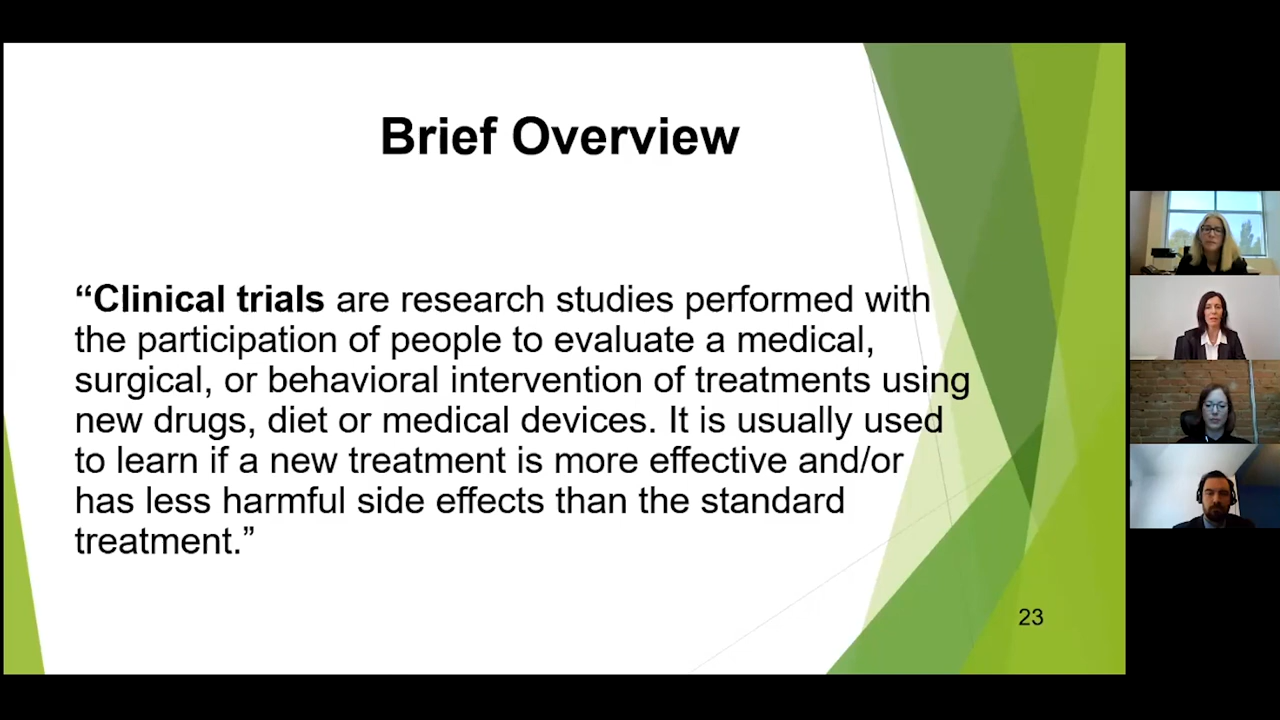 Brief Overview
“Clinical trials are research studies performed with
the participation of people to evaluate a medical,
surgical, or behavioral intervention of treatments using
new drugs, diet or medical devices. It is usually used
to learn if a new treatment is more effective and/or
has less harmful side effects than the standard
treatment.”
23